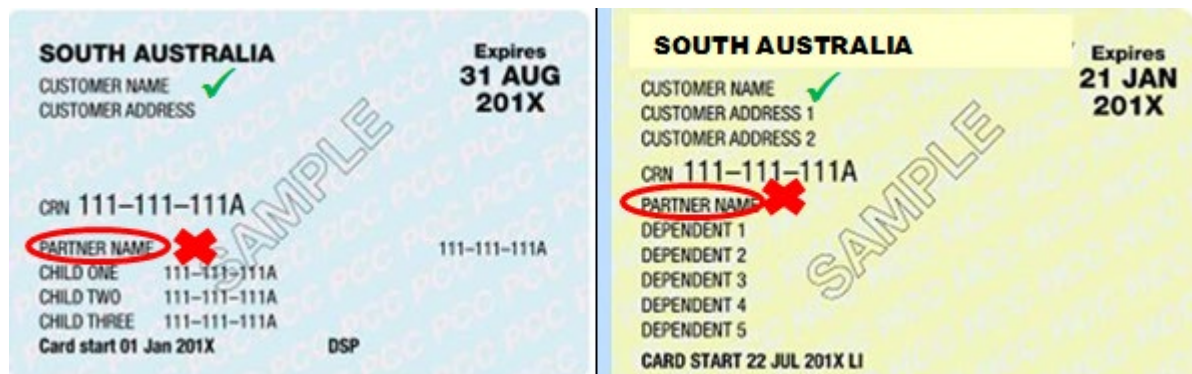 SOUTH AUSTRALIA
Expires
31 AUG
201X
CUSTOMER NAME
CUSTOMER ADDRESS
CRN 111-111-111A
PARTNER NAME 111-111-111A
CHILD ONE 111-111-111A
CHILD TWO 111-111-111A
CHILD THREE 111-111-111A
Card start 01 Jan 201X DSP
SAMPLE
SOUTH AUSTRALIA
Expires
21 JAN
201X
CUSTOMER NAME
CUSTOMER ADDRESS 1
CUSTOMER ADDRESS 2
CRN 111-111-111A
PARTNER NAME
DEPENDENT 1
DEPENDENT 2
DEPENDENT 3
DEPENDENT 4
DEPENDENT 5
CARD START 22 JUL 201X LI
SAMPLE